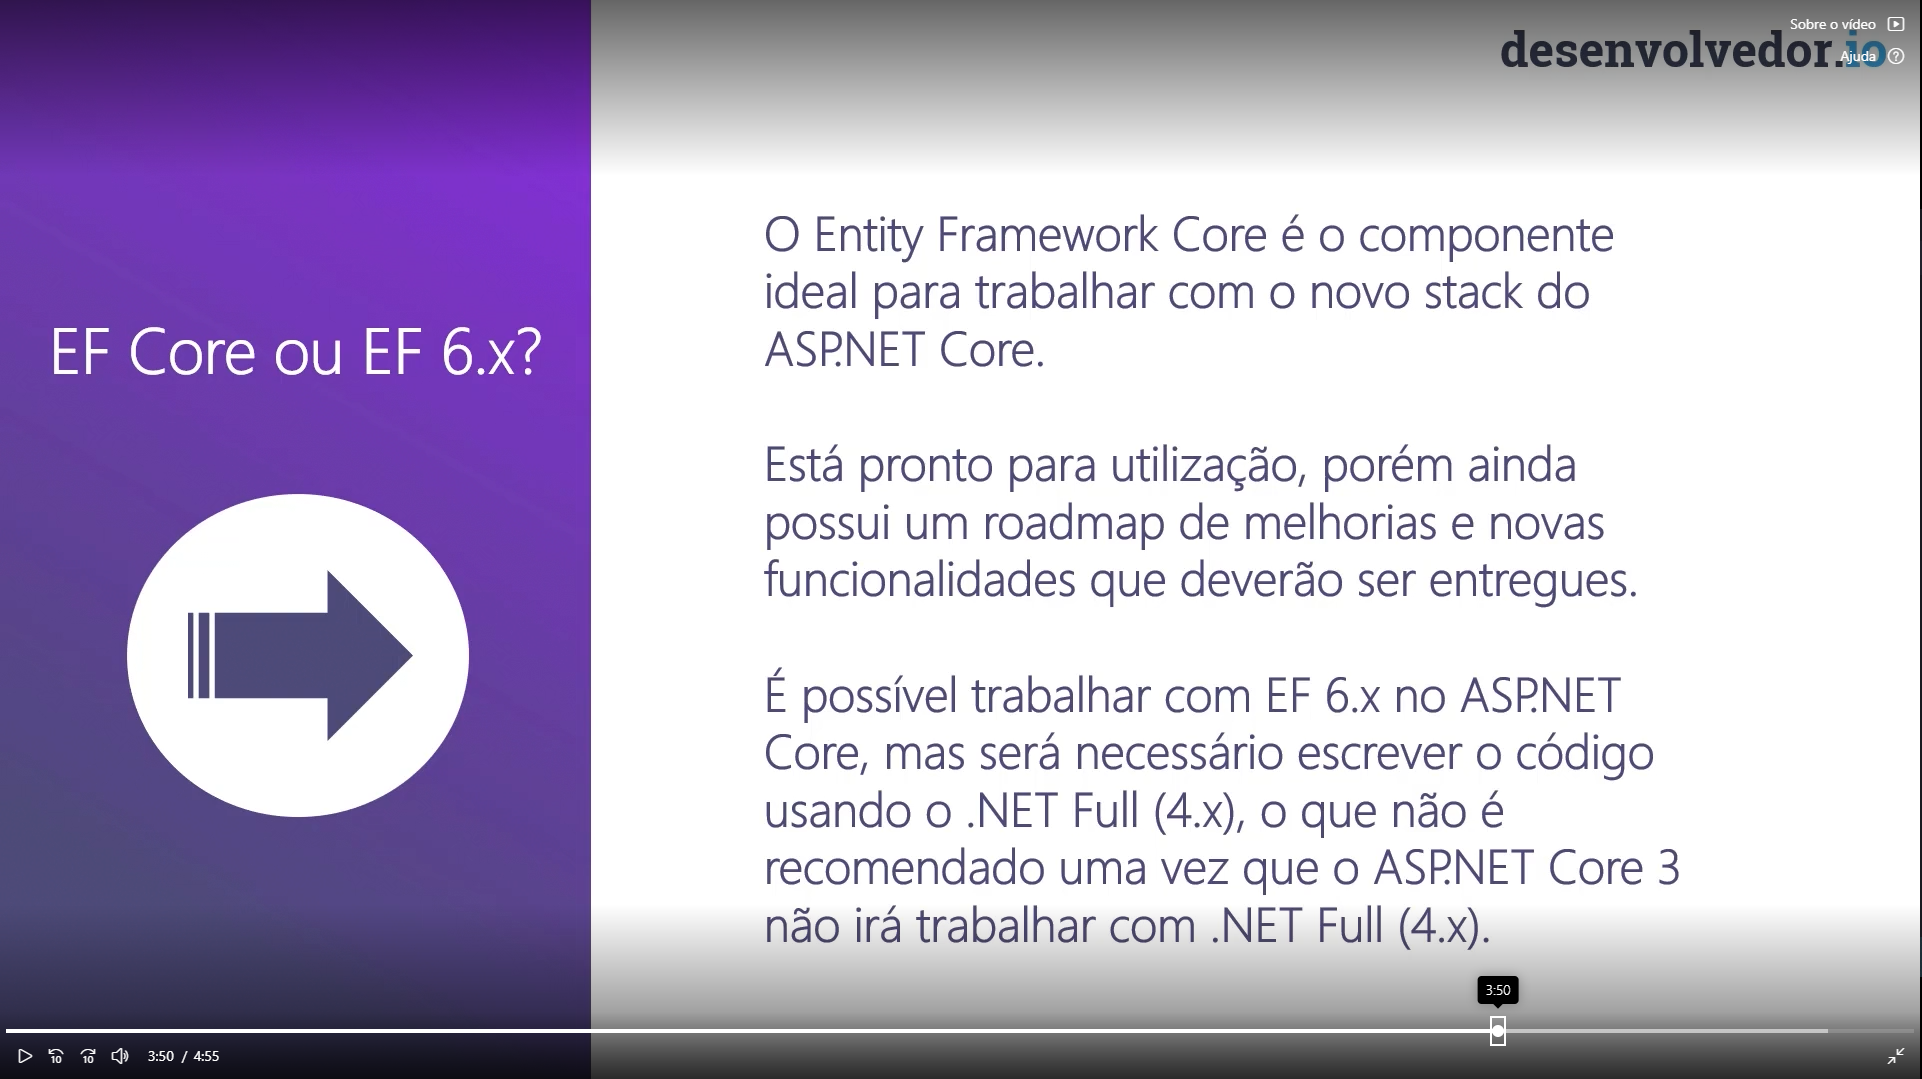 Sobre o vídeo
desenvolvedor.io
Ajuda
EF Core ou EF 6.x?
O Entity Framework Core é o componente
ideal para trabalhar com o novo stack do
ASP.NET Core.
Está pronto para utilização, porém ainda
possui um roadmap de melhorias e novas
funcionalidades que deverão ser entregues.
É possível trabalhar com EF 6.x no ASP.NET
Core, mas será necessário escrever o código
usando o .NET Full (4.x), o que não é
recomendado uma vez que o ASP.NET Core 3
não irá trabalhar com .NET Full (4.x).
3:50
10 10 3:50 / 4:55